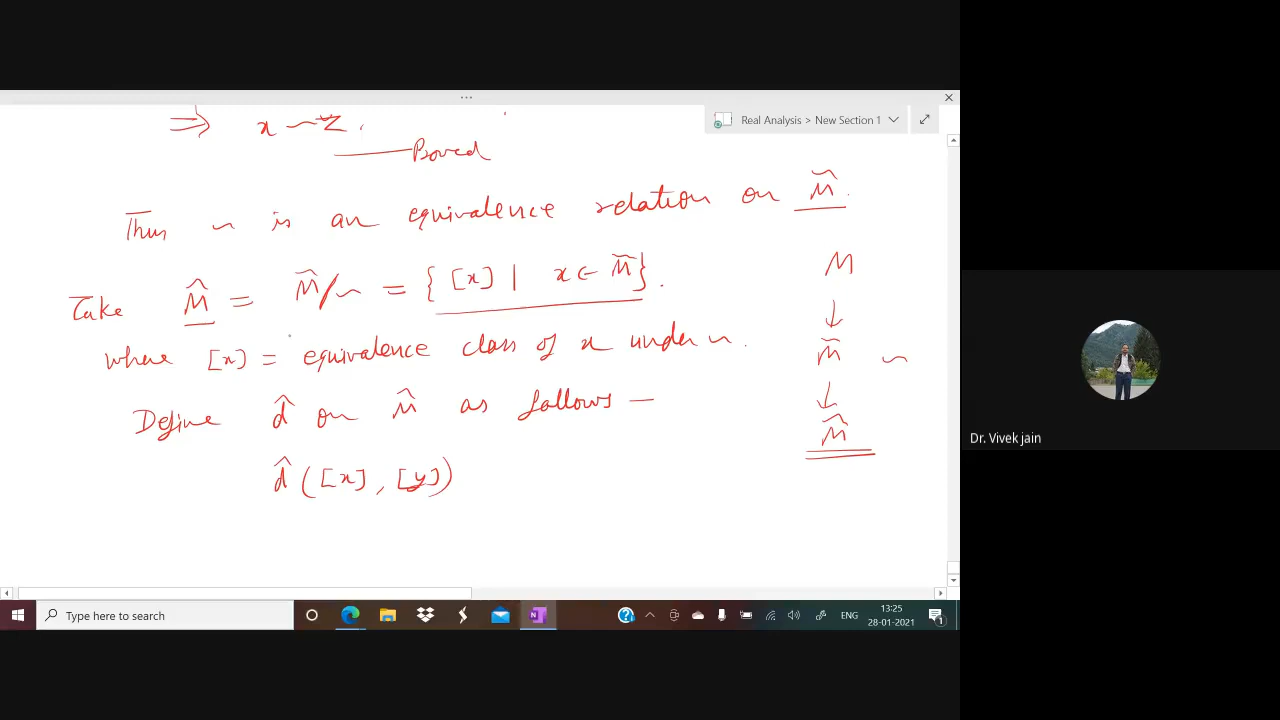 Real Analysis > New Section 1
⇒ x ~ z.
Proved
Thus ~ is an equivalence relation on M̃.
Take M̂ = M̃/~ = { [x] | x ∈ M̃ }.
where [x] = equivalence class of x under ~.
Define d̂ on M̂ as follows —
d̂ ( [x] , [y] )
M
↓
M̃ ~
↓
M̂
Dr. Vivek jain
Type here to search
ENG
13:25
28-01-2021
1